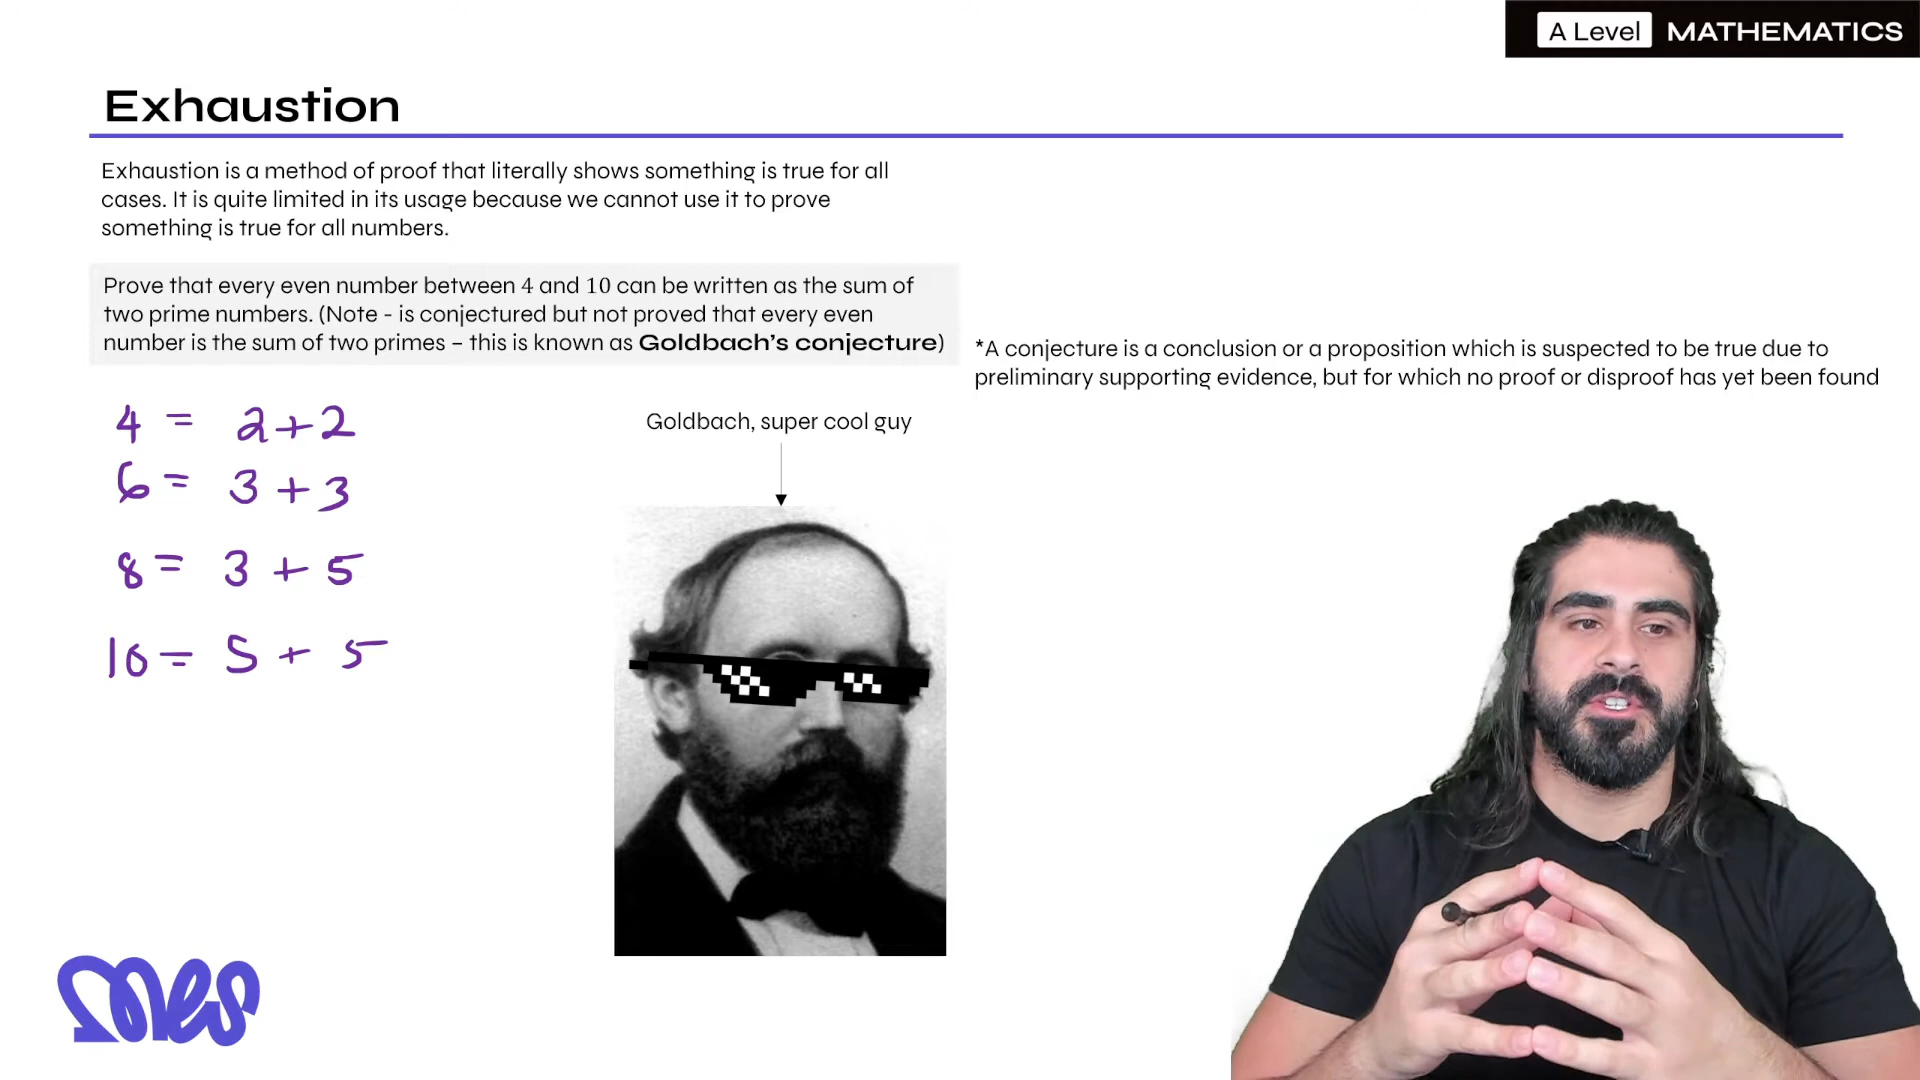 A Level MATHEMATICS
Exhaustion
Exhaustion is a method of proof that literally shows something is true for all
cases. It is quite limited in its usage because we cannot use it to prove
something is true for all numbers.
Prove that every even number between 4 and 10 can be written as the sum of
two prime numbers. (Note - is conjectured but not proved that every even
number is the sum of two primes – this is known as Goldbach's conjecture)
*A conjecture is a conclusion or a proposition which is suspected to be true due to
preliminary supporting evidence, but for which no proof or disproof has yet been found
4 = 2+2
6 = 3 + 3
8 = 3 + 5
10 = 5 + 5
Goldbach, super cool guy
mes